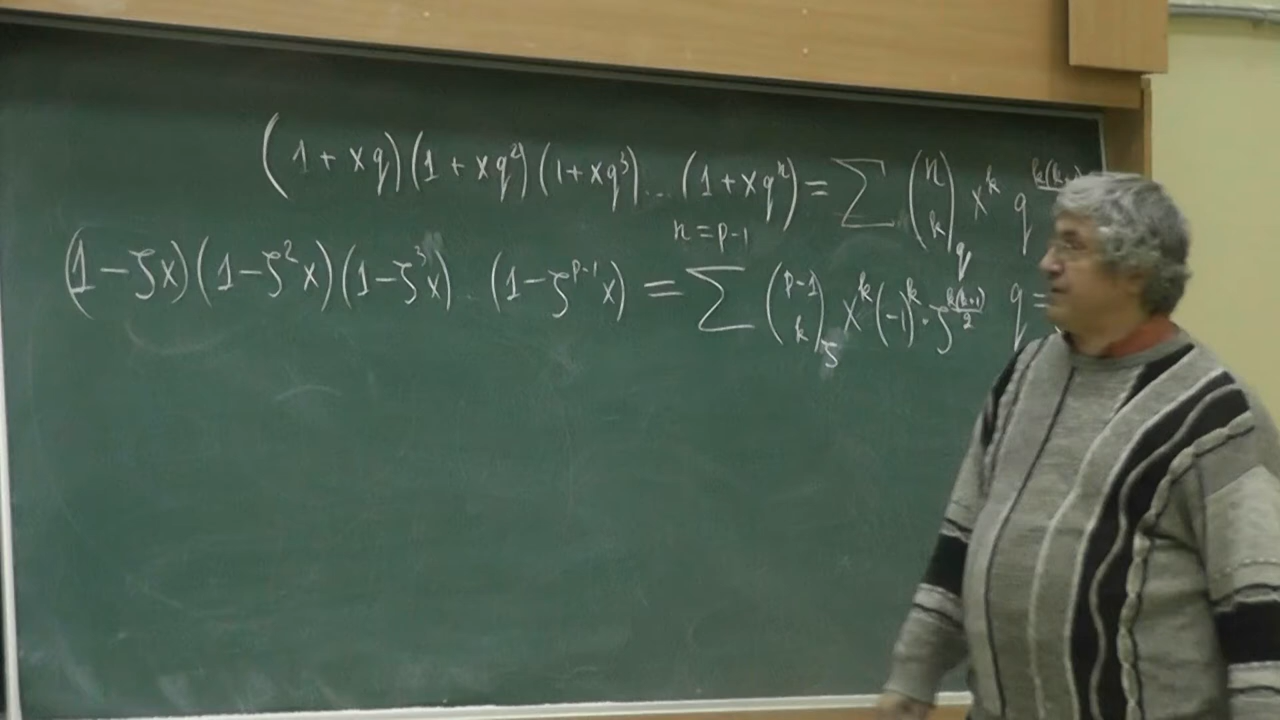 (1 + xq)(1 + xq²)(1 + xq³)...(1 + xqⁿ) = ∑ (n k)_q x^k q^{k(k+1)/2}
n = p-1
(1 - ζx)(1 - ζ²x)(1 - ζ³x)...(1 - ζ^{p-1}x) = ∑ (p-1 k)_ζ x^k (-1)^k · ζ^{k(k+1)/2} q =